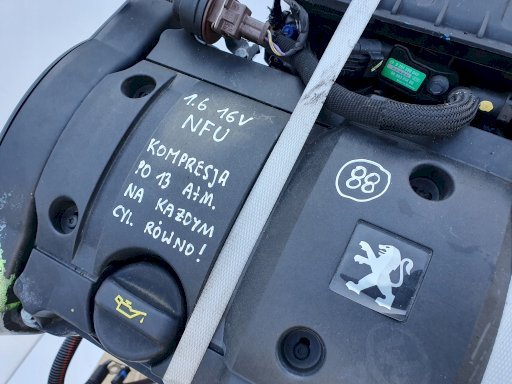 1.6 16V
NFU
KOMPRESJA
PO 13 ATM.
NA KAŻDYM
CYL. RÓWNO!
88